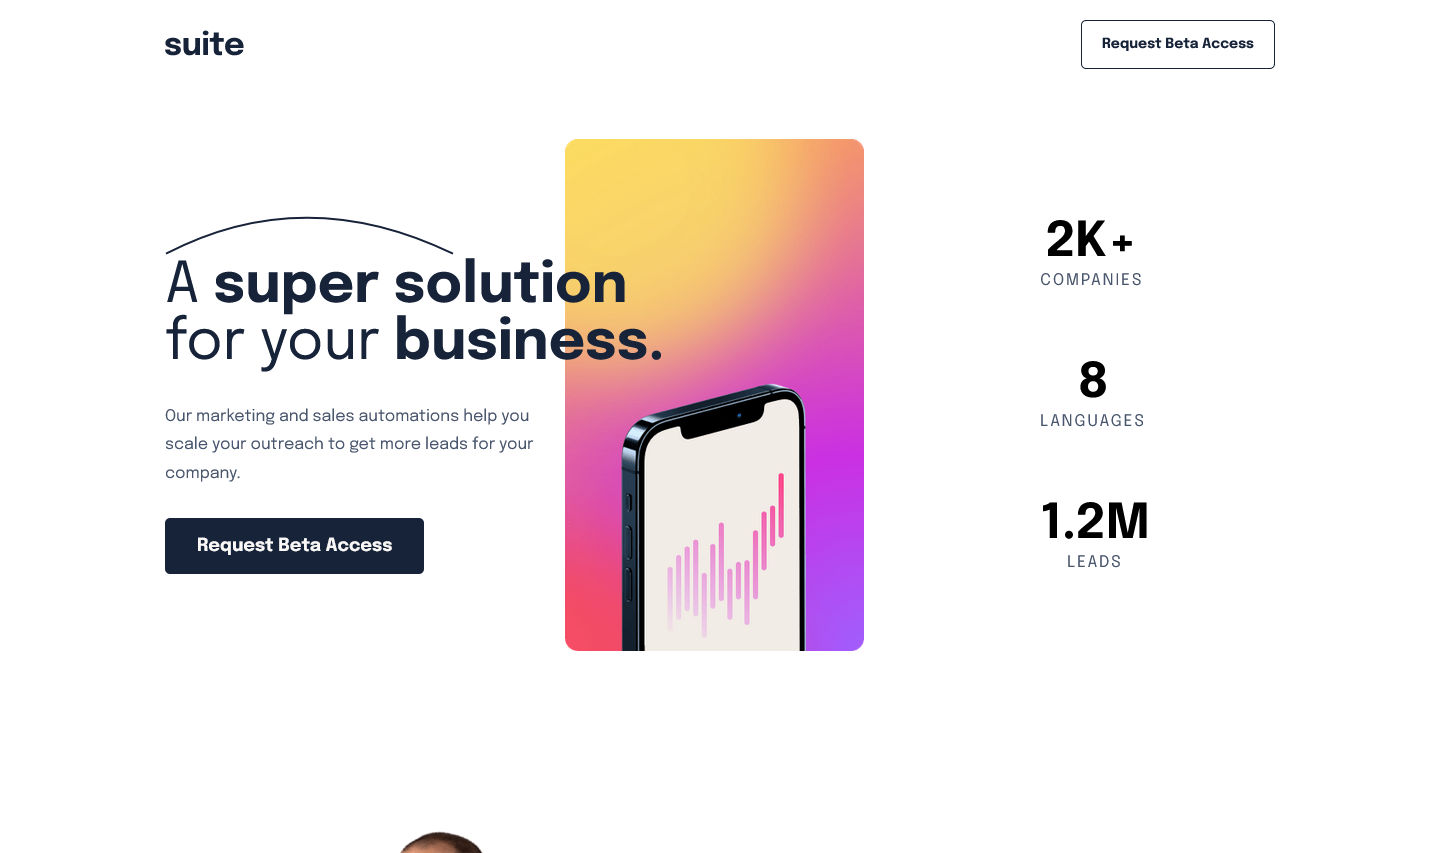 suite
Request Beta Access
A super solution
for your business.
Our marketing and sales automations help you
scale your outreach to get more leads for your
company.
Request Beta Access
2K+
COMPANIES
8
LANGUAGES
1.2M
LEADS